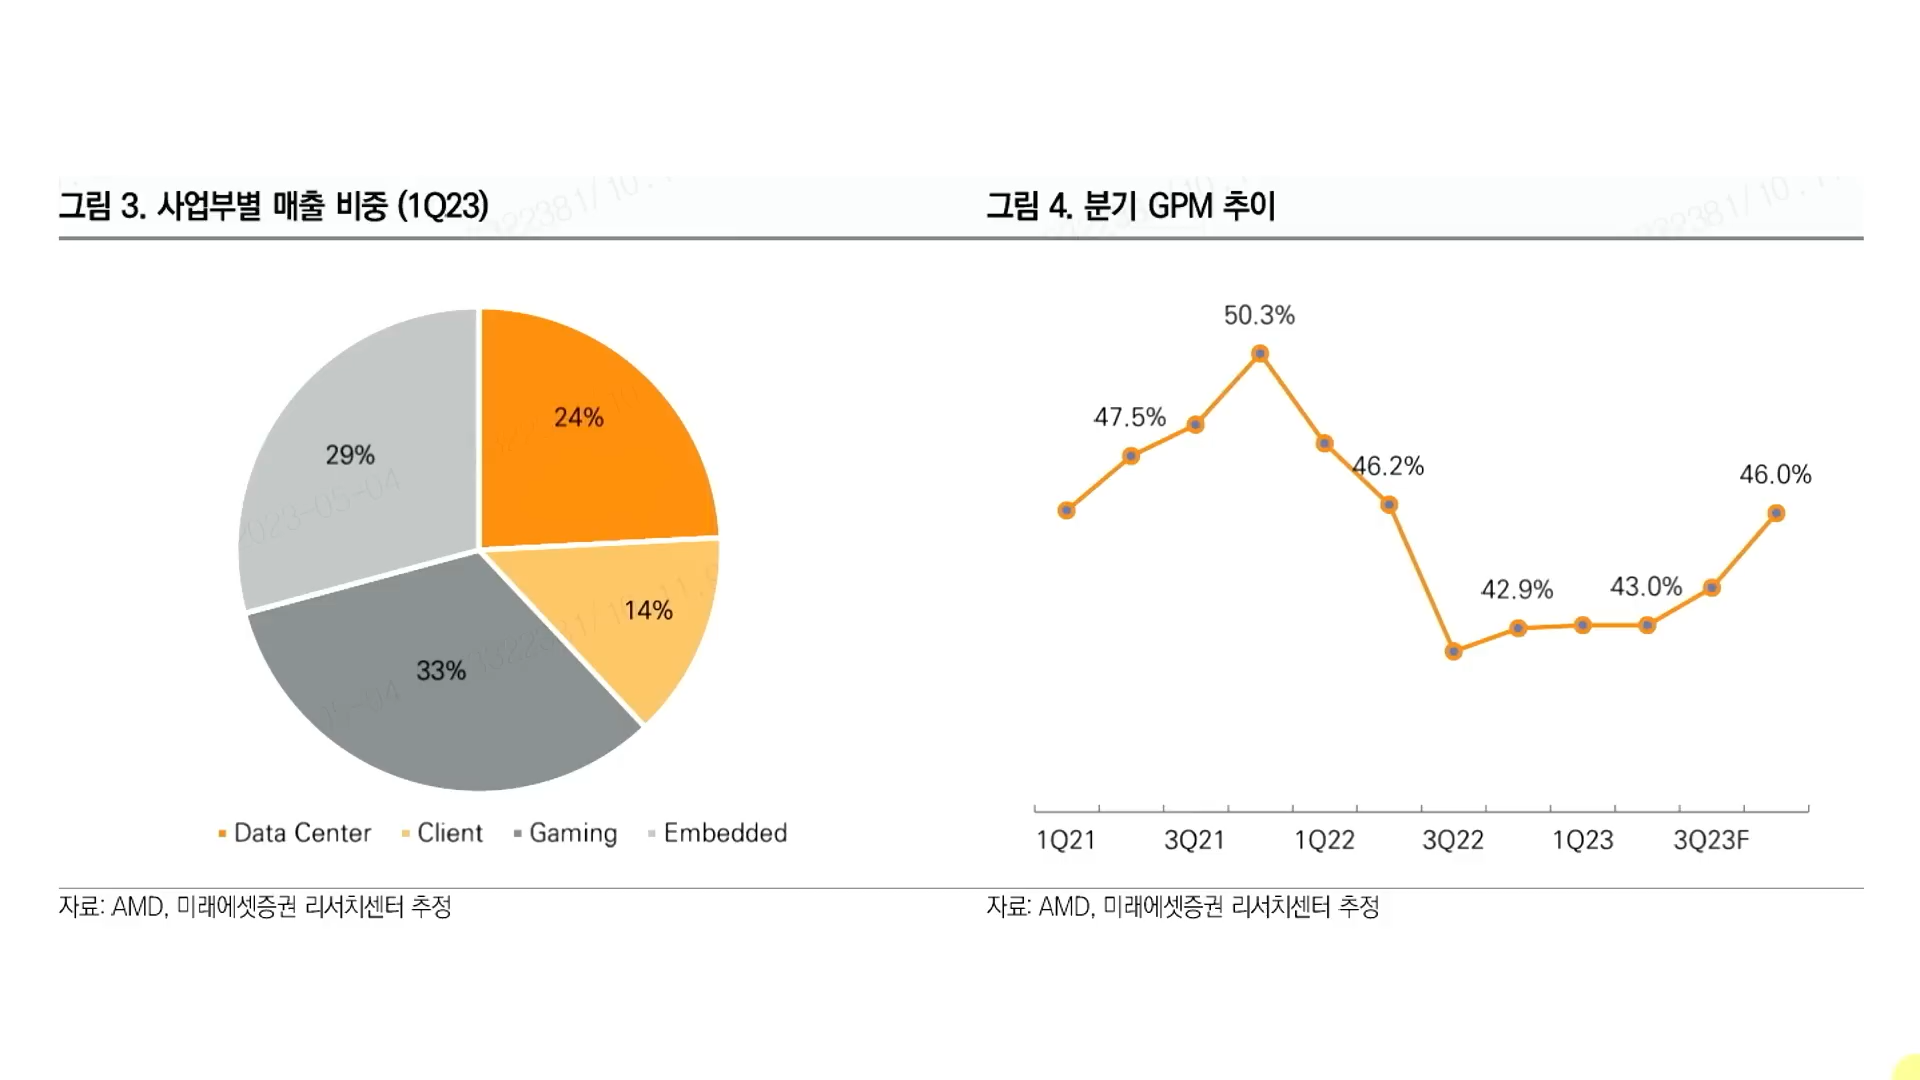 그림 3. 사업부별 매출 비중 (1Q23)
24%
29%
14%
33%
Data Center
Client
Gaming
Embedded
자료: AMD, 미래에셋증권 리서치센터 추정
그림 4. 분기 GPM 추이
50.3%
47.5%
46.2%
46.0%
42.9%
43.0%
1Q21
3Q21
1Q22
3Q22
1Q23
3Q23F
자료: AMD, 미래에셋증권 리서치센터 추정
2023-05-04